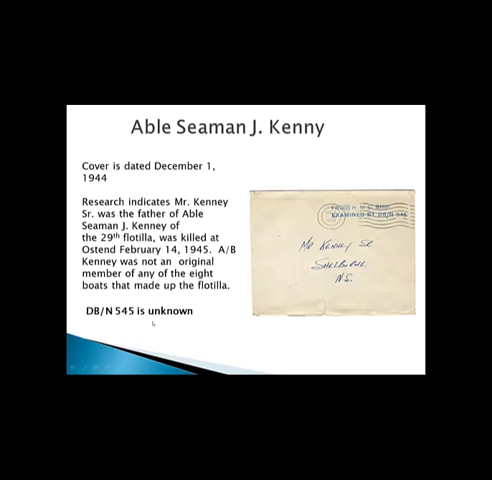 Able Seaman J. Kenny
Cover is dated December 1,
1944
Research indicates Mr. Kenney
Sr. was the father of Able
Seaman J. Kenney of
the 29th flotilla, was killed at
Ostend February 14, 1945. A/B
Kenney was not an original
member of any of the eight
boats that made up the flotilla.
DB/N 545 is unknown
FROM H.M.C. SHIP
EXAMINED BY DB/N 545
Mr Kenney Sr
Shelburne
N.S.